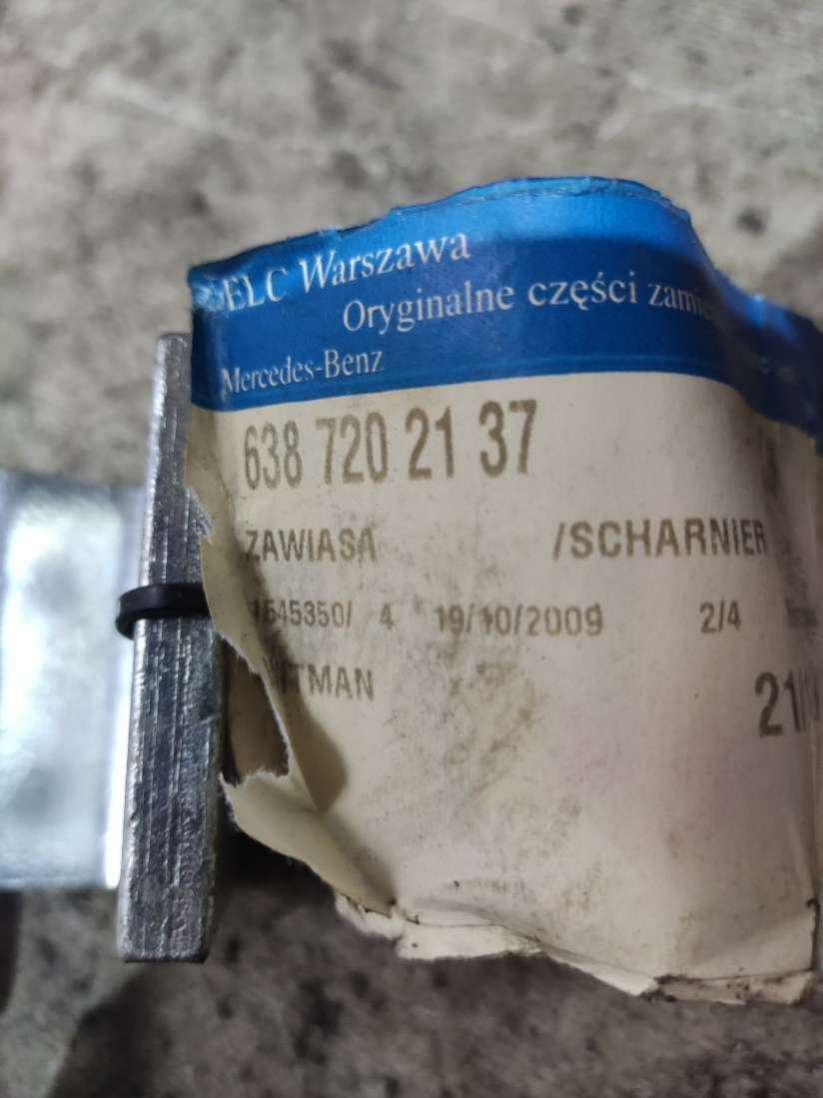 ELC Warszawa
Oryginalne części
Mercedes-Benz
638 720 21 37
ZAWIASA /SCHARNIER
545350/ 4 19/10/2009 2/4
TMAN
21/